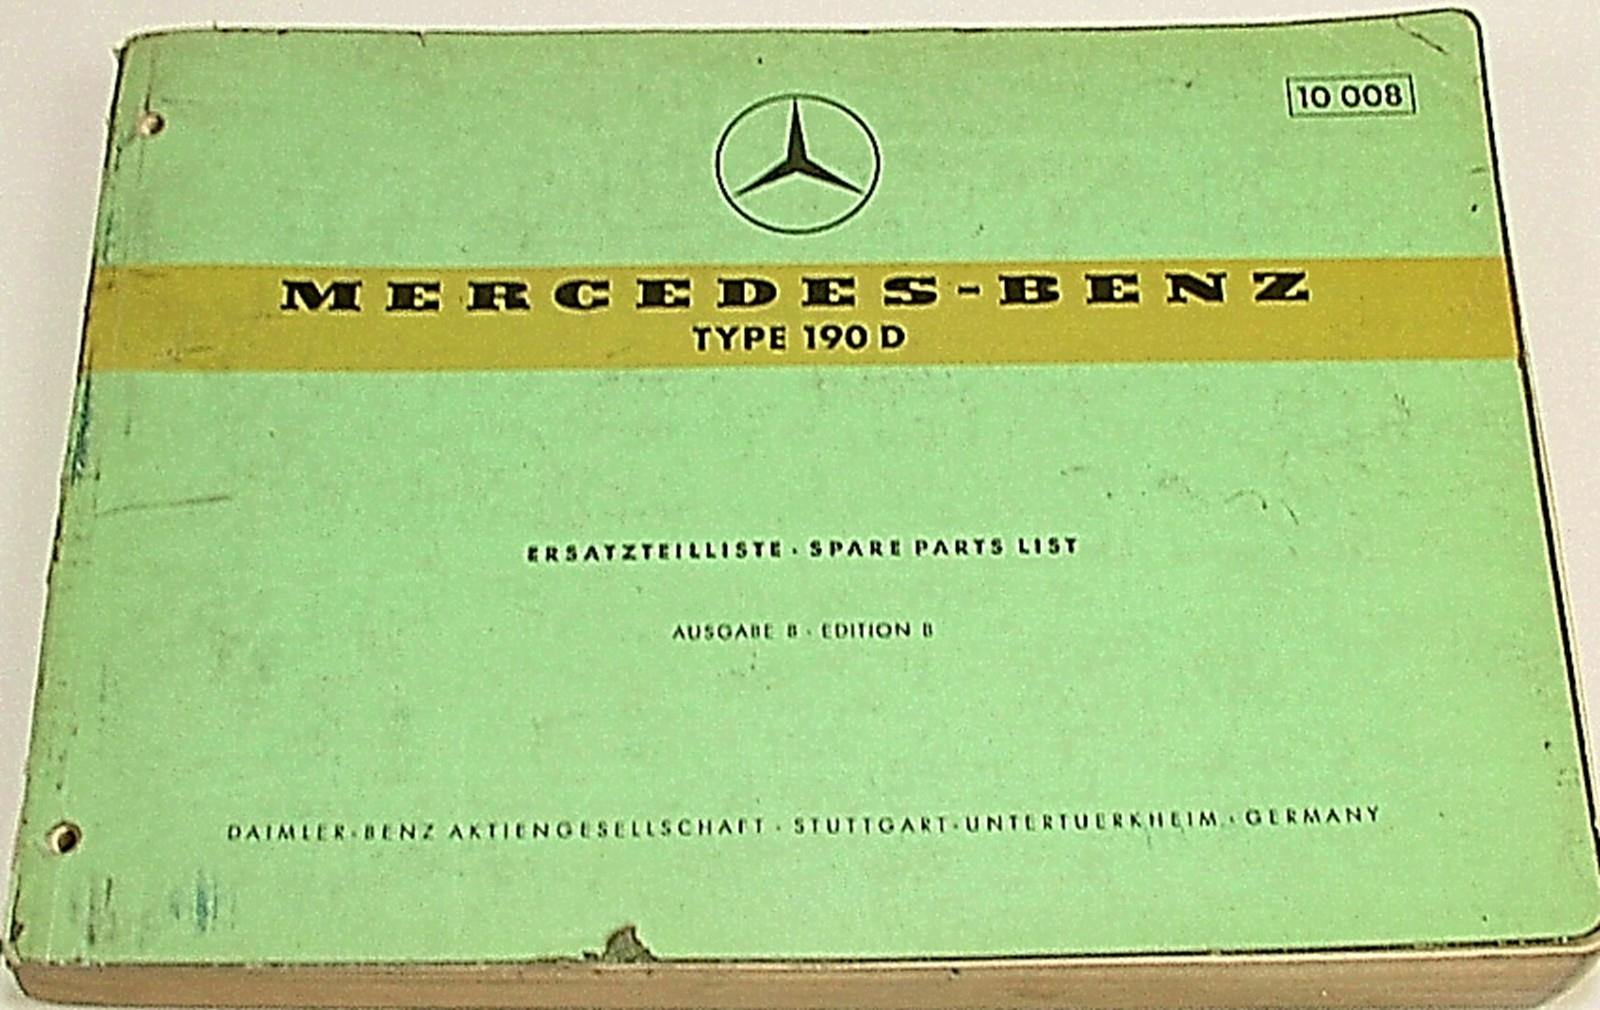 10 008
MERCEDES-BENZ
TYPE 190 D
ERSATZTEILLISTE · SPARE PARTS LIST
AUSGABE B · EDITION B
DAIMLER-BENZ AKTIENGESELLSCHAFT · STUTTGART-UNTERTUERKHEIM · GERMANY